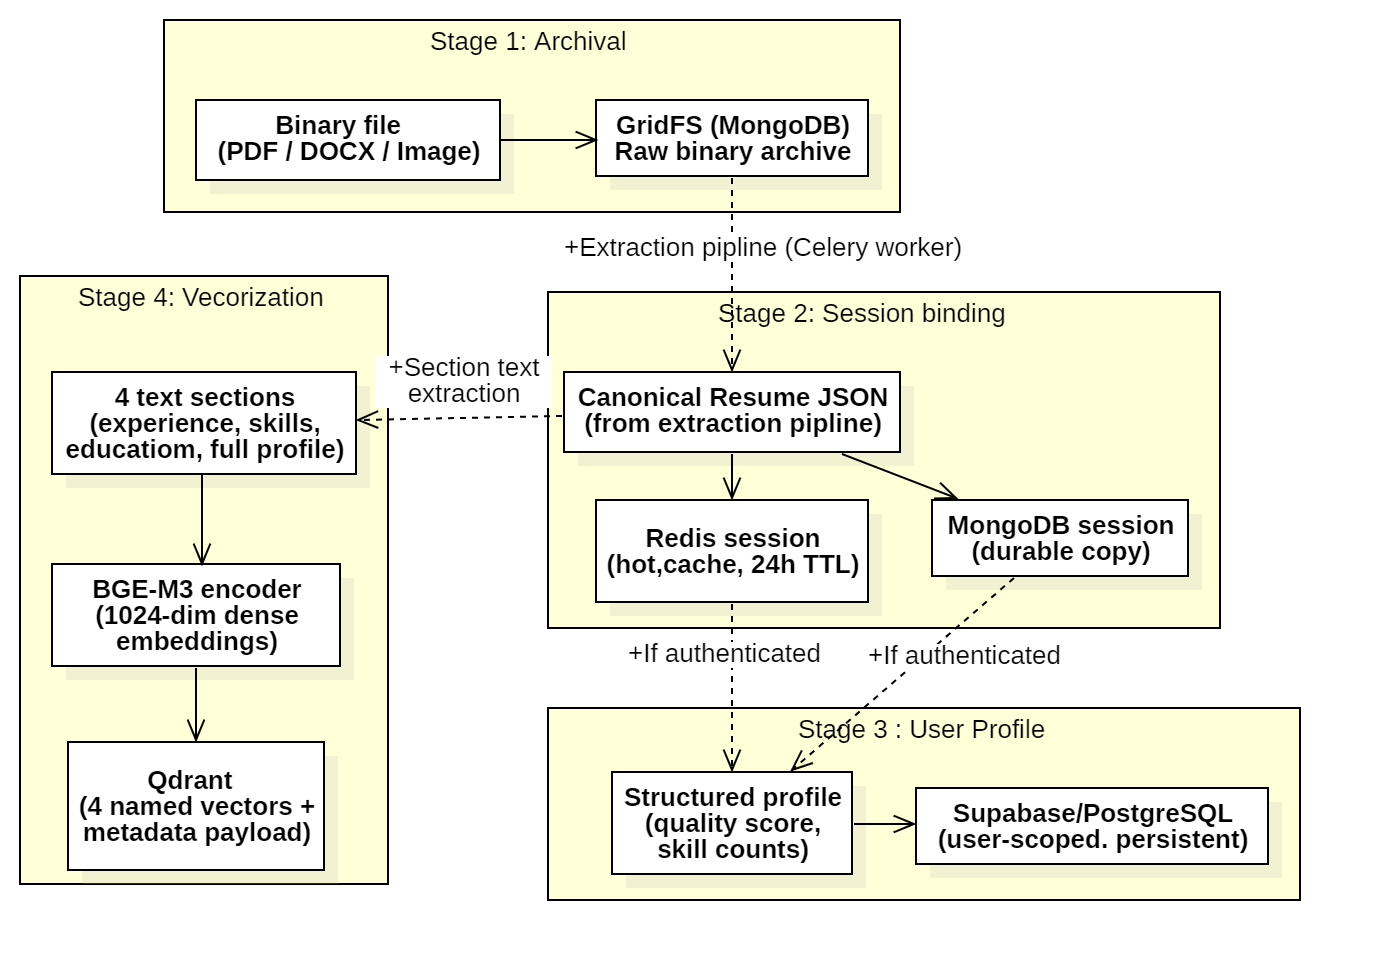 Stage 1: Archival
Binary file
(PDF / DOCX / Image)
GridFS (MongoDB)
Raw binary archive
+Extraction pipline (Celery worker)
Stage 2: Session binding
Canonical Resume JSON
(from extraction pipline)
Redis session
(hot,cache, 24h TTL)
MongoDB session
(durable copy)
+If authenticated
+If authenticated
Stage 3 : User Profile
Structured profile
(quality score,
skill counts)
Supabase/PostgreSQL
(user-scoped. persistent)
+Section text
extraction
Stage 4: Vecorization
4 text sections
(experience, skills,
educatiom, full profile)
BGE-M3 encoder
(1024-dim dense
embeddings)
Qdrant
(4 named vectors +
metadata payload)